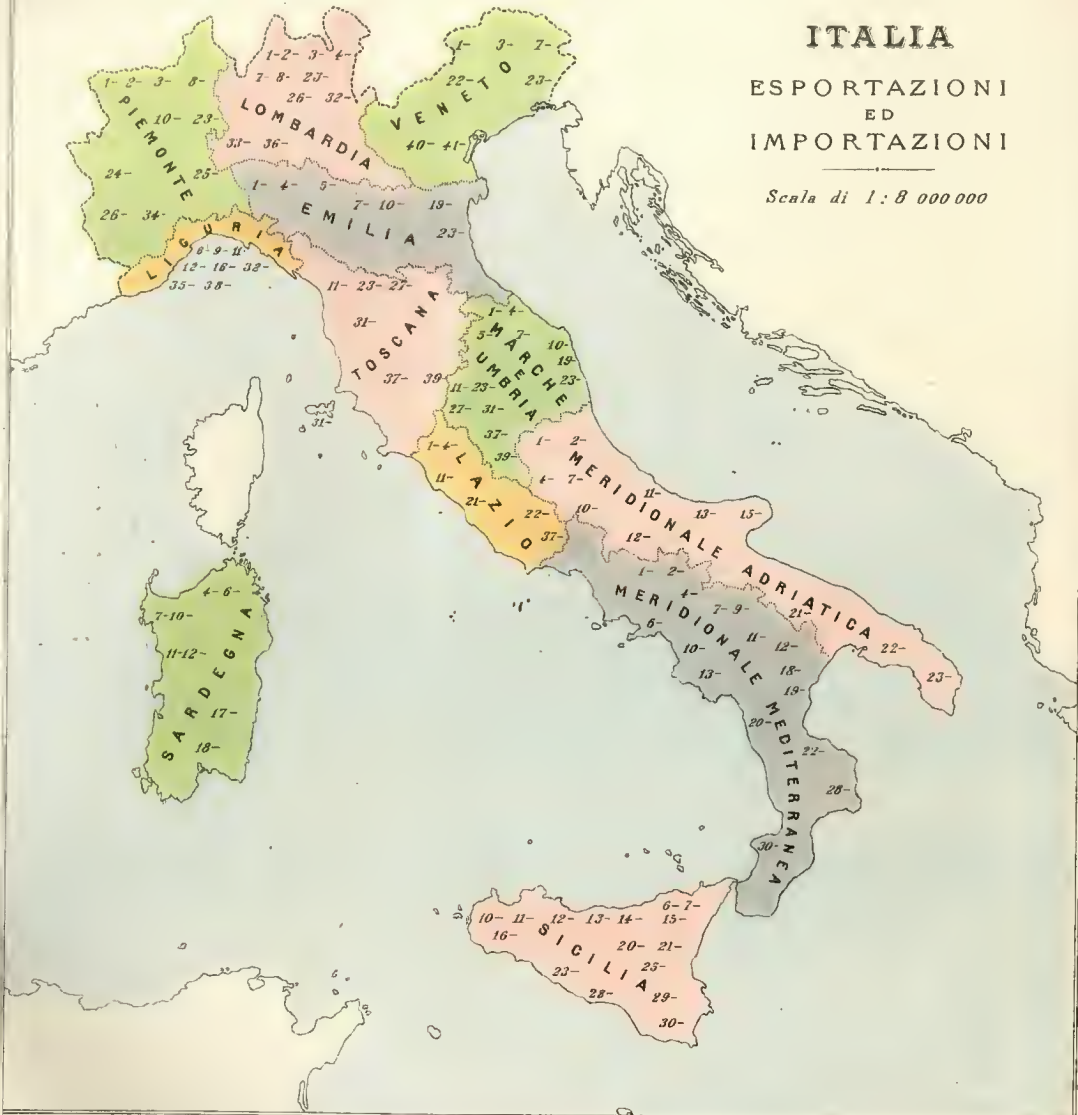 ITALIA
ESPORTAZIONI
ED
IMPORTAZIONI
Scala di 1:8 000 000
PIEMONTE
1- 2- 3- 8-
10- 23-
24- 25-
26- 34-
LOMBARDIA
1- 2- 3- 4-
7- 8- 23-
26- 32-
33- 36-
VENETO
1- 3- 7-
22- 23-
40- 41-
LIGURIA
6- 9- 11-
12- 16- 32-
35- 38-
EMILIA
1- 4- 5-
7- 10- 19-
23-
TOSCANA
11- 23- 27-
31-
37- 39-
31-
MARCHE
E
UMBRIA
1- 4-
5- 7-
10-
19-
11- 23- 23-
27- 31-
37-
39-
LAZIO
1- 4-
11-
21-
22-
37-
MERIDIONALE ADRIATICA
1- 2-
4- 7-
11-
10- 13- 15-
12-
21-
22-
23-
MERIDIONALE MEDITERRANEA
1- 2-
4-
7- 9-
6-
11-
10- 12-
13- 18-
19-
20-
22-
28-
30-
SARDEGNA
4- 6-
7- 10-
11- 12-
17-
18-
SICILIA
6- 7-
10- 11- 12- 13- 14- 15-
16-
20- 21-
23- 25-
28- 29-
30-